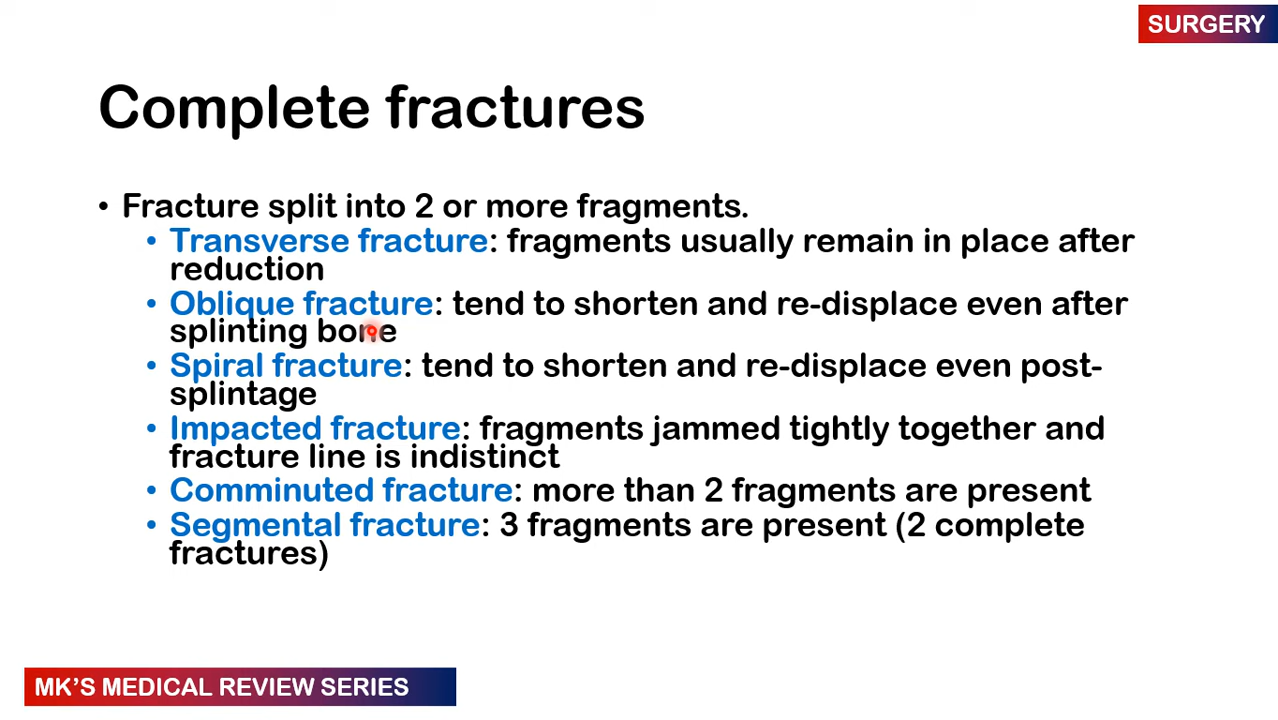 SURGERY
Complete fractures
• Fracture split into 2 or more fragments.
• Transverse fracture: fragments usually remain in place after
reduction
• Oblique fracture: tend to shorten and re-displace even after
splinting bone
• Spiral fracture: tend to shorten and re-displace even post-
splintage
• Impacted fracture: fragments jammed tightly together and
fracture line is indistinct
• Comminuted fracture: more than 2 fragments are present
• Segmental fracture: 3 fragments are present (2 complete
fractures)
MK’S MEDICAL REVIEW SERIES